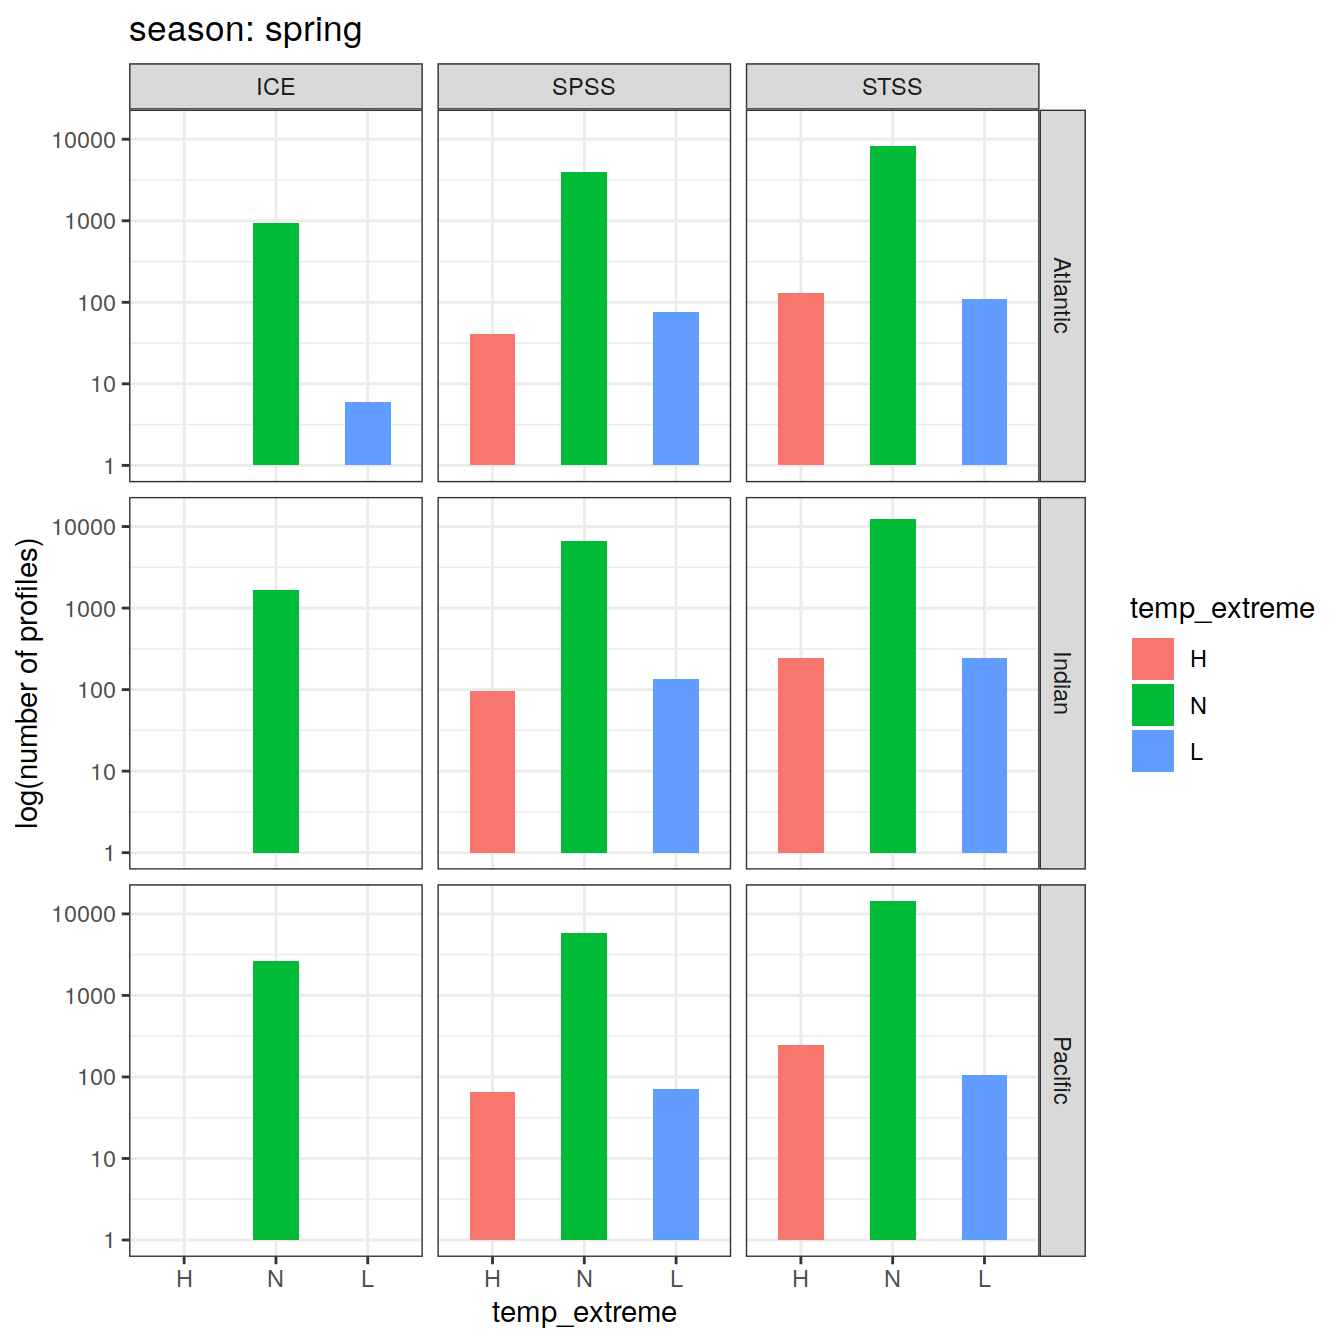 season: spring
ICE SPSS STSS
10000
1000
100
10
1
Atlantic
10000
1000
100
10
1
Indian
10000
1000
100
10
1
Pacific
H N L H N L H N L
temp_extreme
log(number of profiles)
temp_extreme
H
N
L